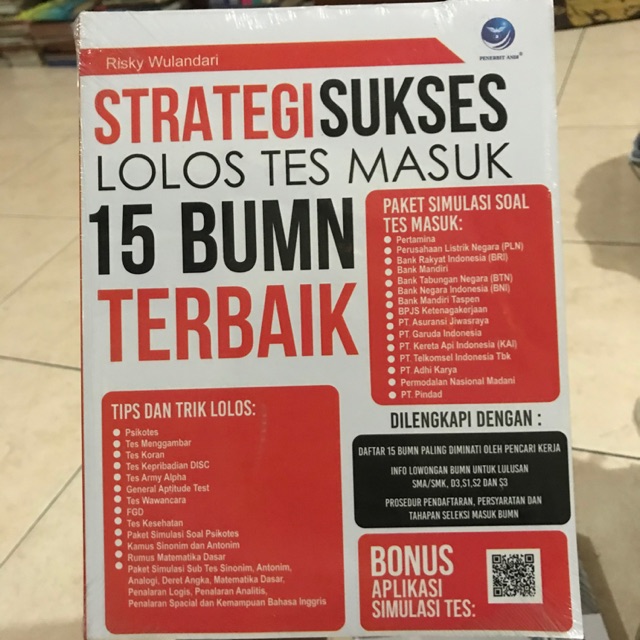 Risky Wulandari
PENERBIT ANDI®
STRATEGI SUKSES
LOLOS TES MASUK
15 BUMN
TERBAIK
PAKET SIMULASI SOAL
TES MASUK:
Pertamina
Perusahaan Listrik Negara (PLN)
Bank Rakyat Indonesia (BRI)
Bank Mandiri
Bank Tabungan Negara (BTN)
Bank Negara Indonesia (BNI)
Bank Mandiri Taspen
BPJS Ketenagakerjaan
PT. Asuransi Jiwasraya
PT. Garuda Indonesia
PT. Kereta Api Indonesia (KAI)
PT. Telkomsel Indonesia Tbk
PT. Adhi Karya
Permodalan Nasional Madani
PT. Pindad
TIPS DAN TRIK LOLOS:
Psikotes
Tes Menggambar
Tes Koran
Tes Kepribadian DISC
Tes Army Alpha
General Aptitude Test
Tes Wawancara
FGD
Tes Kesehatan
Paket Simulasi Soal Psikotes
Kamus Sinonim dan Antonim
Rumus Matematika Dasar
Paket Simulasi Sub Tes Sinonim, Antonim,
Analogi, Deret Angka, Matematika Dasar,
Penalaran Logis, Penalaran Analitis,
Penalaran Spacial dan Kemampuan Bahasa Inggris
DILENGKAPI DENGAN :
DAFTAR 15 BUMN PALING DIMINATI OLEH PENCARI KERJA
INFO LOWONGAN BUMN UNTUK LULUSAN
SMA/SMK, D3,S1,S2 DAN S3
PROSEDUR PENDAFTARAN, PERSYARATAN DAN
TAHAPAN SELEKSI MASUK BUMN
BONUS
APLIKASI
SIMULASI TES: